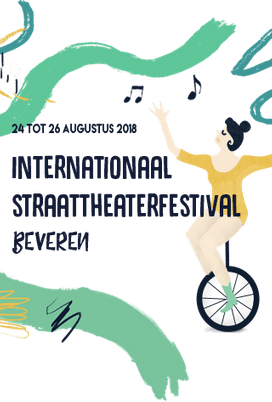 24 TOT 26 AUGUSTUS 2018
INTERNATIONAAL
STRAATTHEATERFESTIVAL
BEVEREN